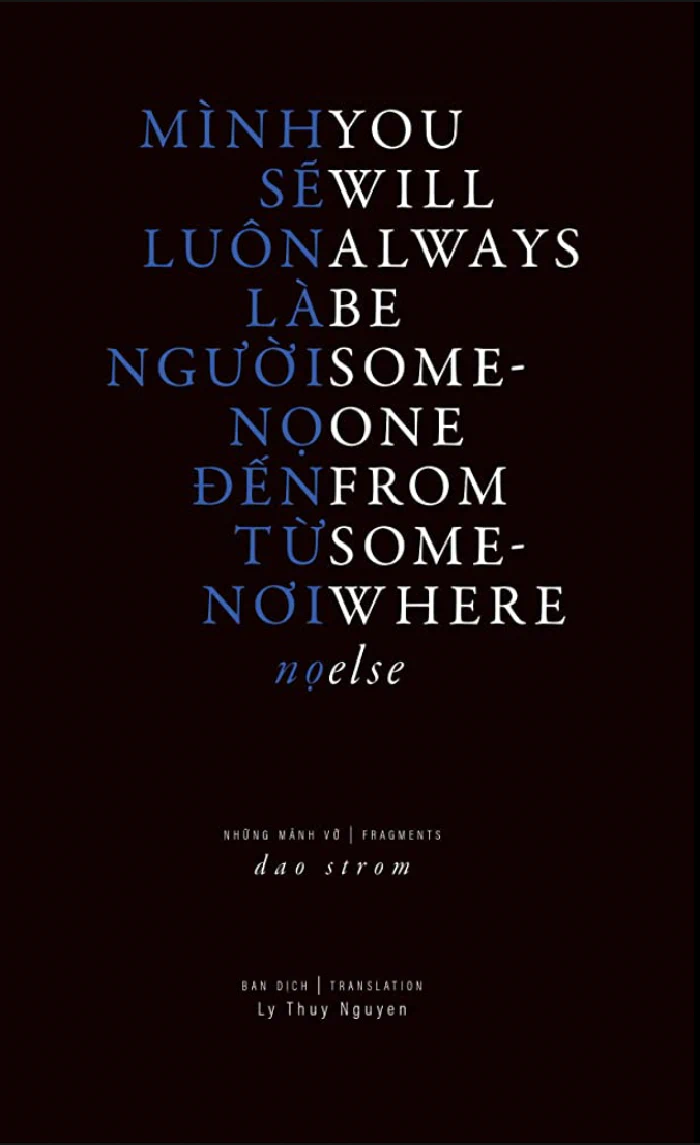 MÌNHYOU
SẼWILL
LUÔNALWAYS
LÀBE
NGƯỜISOME-
NỌONE
ĐẾNFROM
TỪSOME-
NƠIWHERE
nọelse
NHỮNG MẢNH VỠ | FRAGMENTS
dao strom
BẢN DỊCH | TRANSLATION
Ly Thuy Nguyen